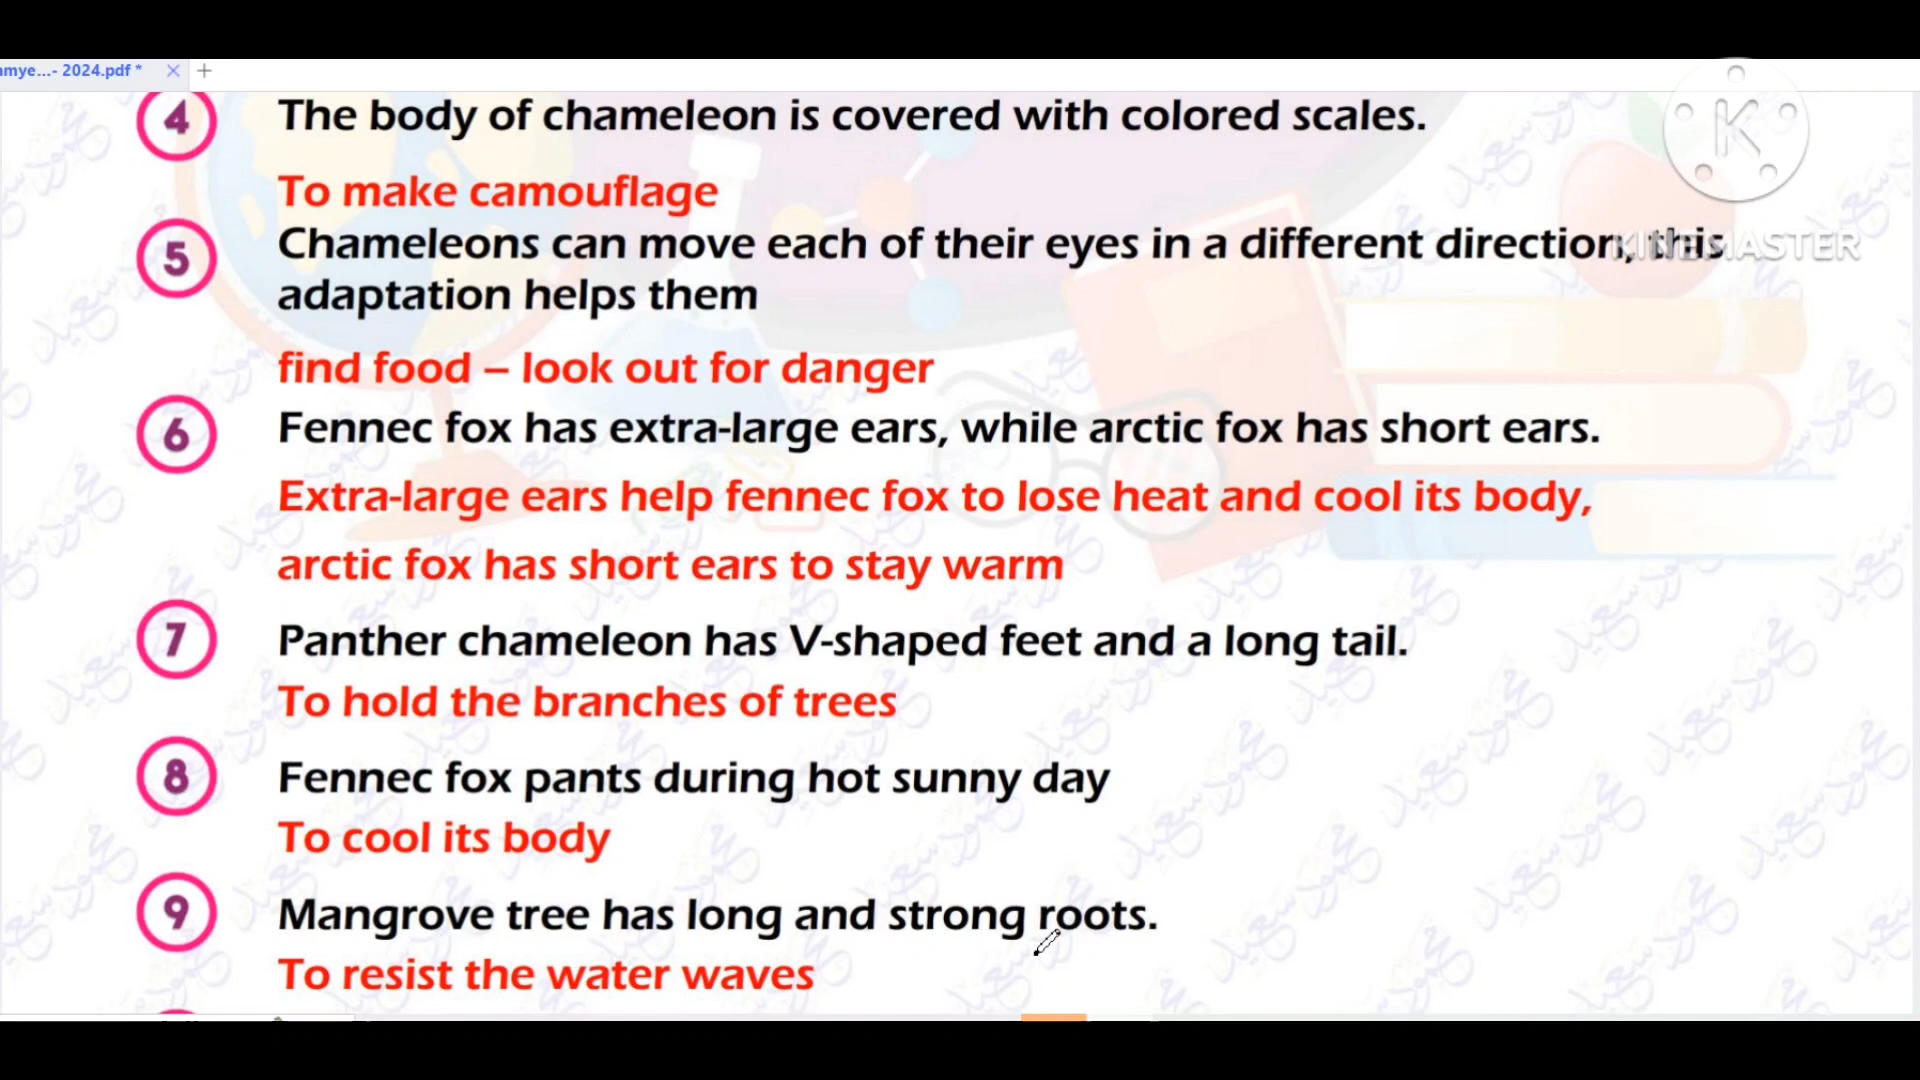 amye...- 2024.pdf *
4 The body of chameleon is covered with colored scales.
To make camouflage
5 Chameleons can move each of their eyes in a different direction, this
adaptation helps them
find food – look out for danger
6 Fennec fox has extra-large ears, while arctic fox has short ears.
Extra-large ears help fennec fox to lose heat and cool its body,
arctic fox has short ears to stay warm
7 Panther chameleon has V-shaped feet and a long tail.
To hold the branches of trees
8 Fennec fox pants during hot sunny day
To cool its body
9 Mangrove tree has long and strong roots.
To resist the water waves
K
KINEMASTER